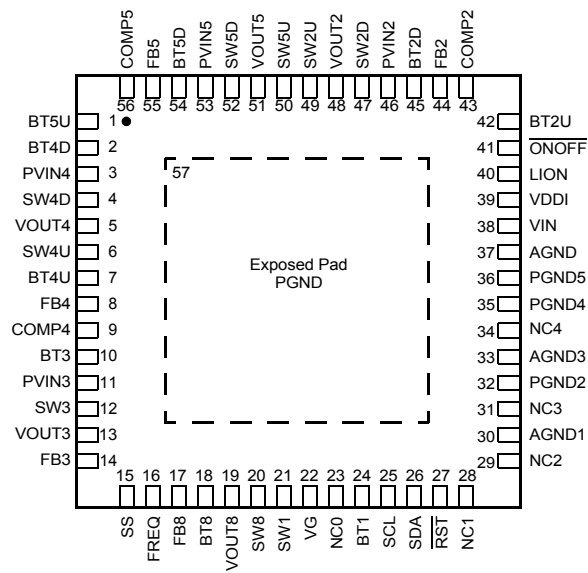 COMP5
FB5
BT5D
PVIN5
SW5D
VOUT5
SW5U
SW2U
VOUT2
SW2D
PVIN2
BT2D
FB2
COMP2
56 55 54 53 52 51 50 49 48 47 46 45 44 43
BT5U 1
BT4D 2
PVIN4 3
SW4D 4
VOUT4 5
SW4U 6
BT4U 7
FB4 8
COMP4 9
BT3 10
PVIN3 11
SW3 12
VOUT3 13
FB3 14
57
Exposed Pad
PGND
42 BT2U
41 ONOFF
40 LION
39 VDDI
38 VIN
37 AGND
36 PGND5
35 PGND4
34 NC4
33 AGND3
32 PGND2
31 NC3
30 AGND1
29 NC2
15 16 17 18 19 20 21 22 23 24 25 26 27 28
SS
FREQ
FB8
BT8
VOUT8
SW8
SW1
VG
NC0
BT1
SCL
SDA
RST
NC1